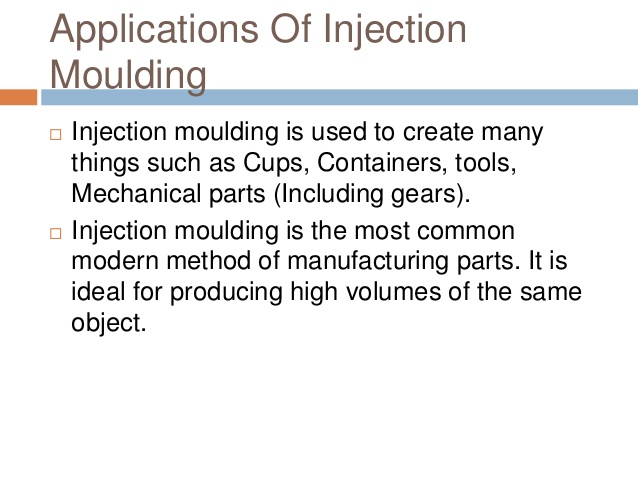 Applications Of Injection
Moulding
Injection moulding is used to create many
things such as Cups, Containers, tools,
Mechanical parts (Including gears).
Injection moulding is the most common
modern method of manufacturing parts. It is
ideal for producing high volumes of the same
object.